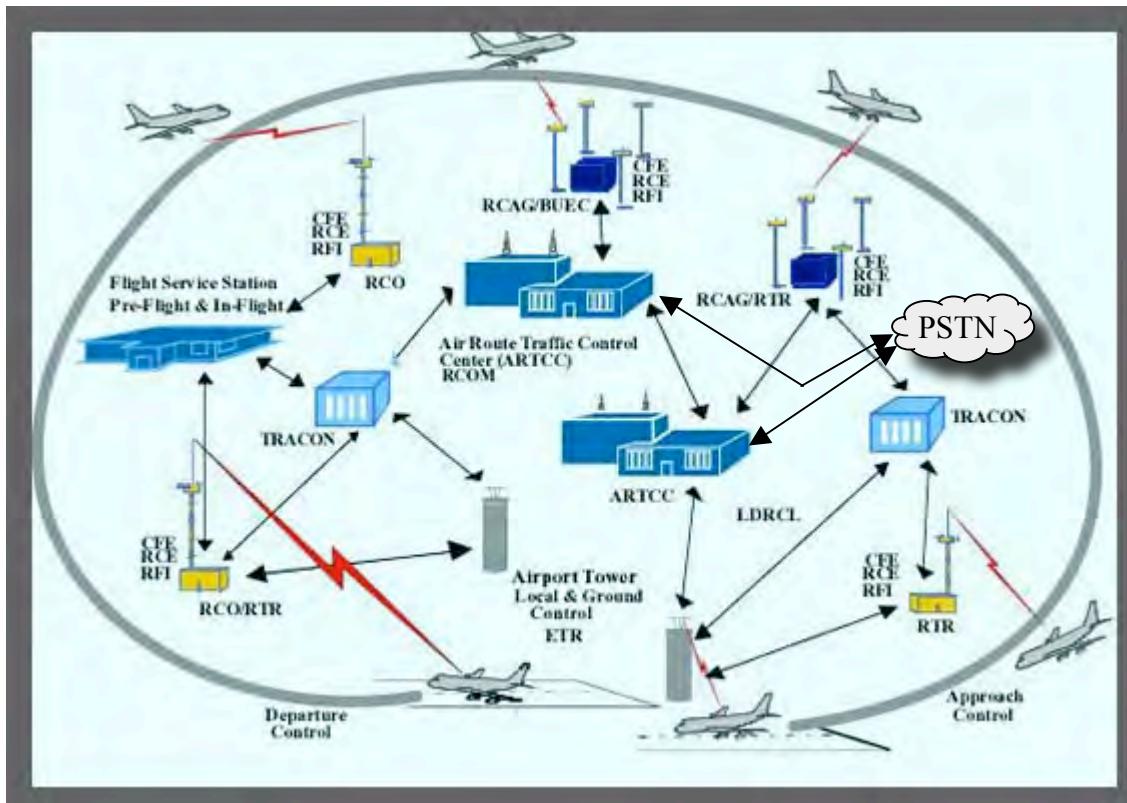 CFE
RCE
RFI
RCAG/BUEC
CFE
RCE
RFI
RCO
Flight Service Station
Pre-Flight & In-Flight
CFE
RCE
RFI
RCAG/RTR
PSTN
Air Route Traffic Control
Center (ARTCC)
RCOM
TRACON
TRACON
ARTCC
LDRCL
CFE
RCE
RFI
RCO/RTR
Airport Tower
Local & Ground
Control
ETR
CFE
RCE
RFI
RTR
Departure
Control
Approach
Control